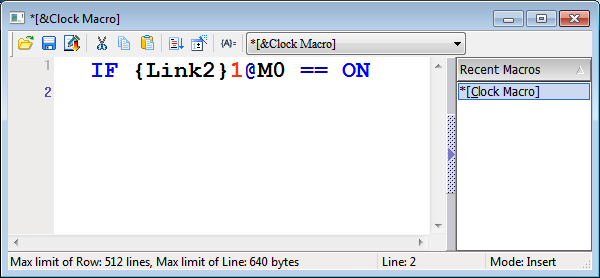 *[&Clock Macro]
{A}= *[&Clock Macro]
1 IF {Link2}1@M0 == ON
2
Recent Macros
*[Clock Macro]
Max limit of Row: 512 lines, Max limit of Line: 640 bytes Line: 2 Mode: Insert